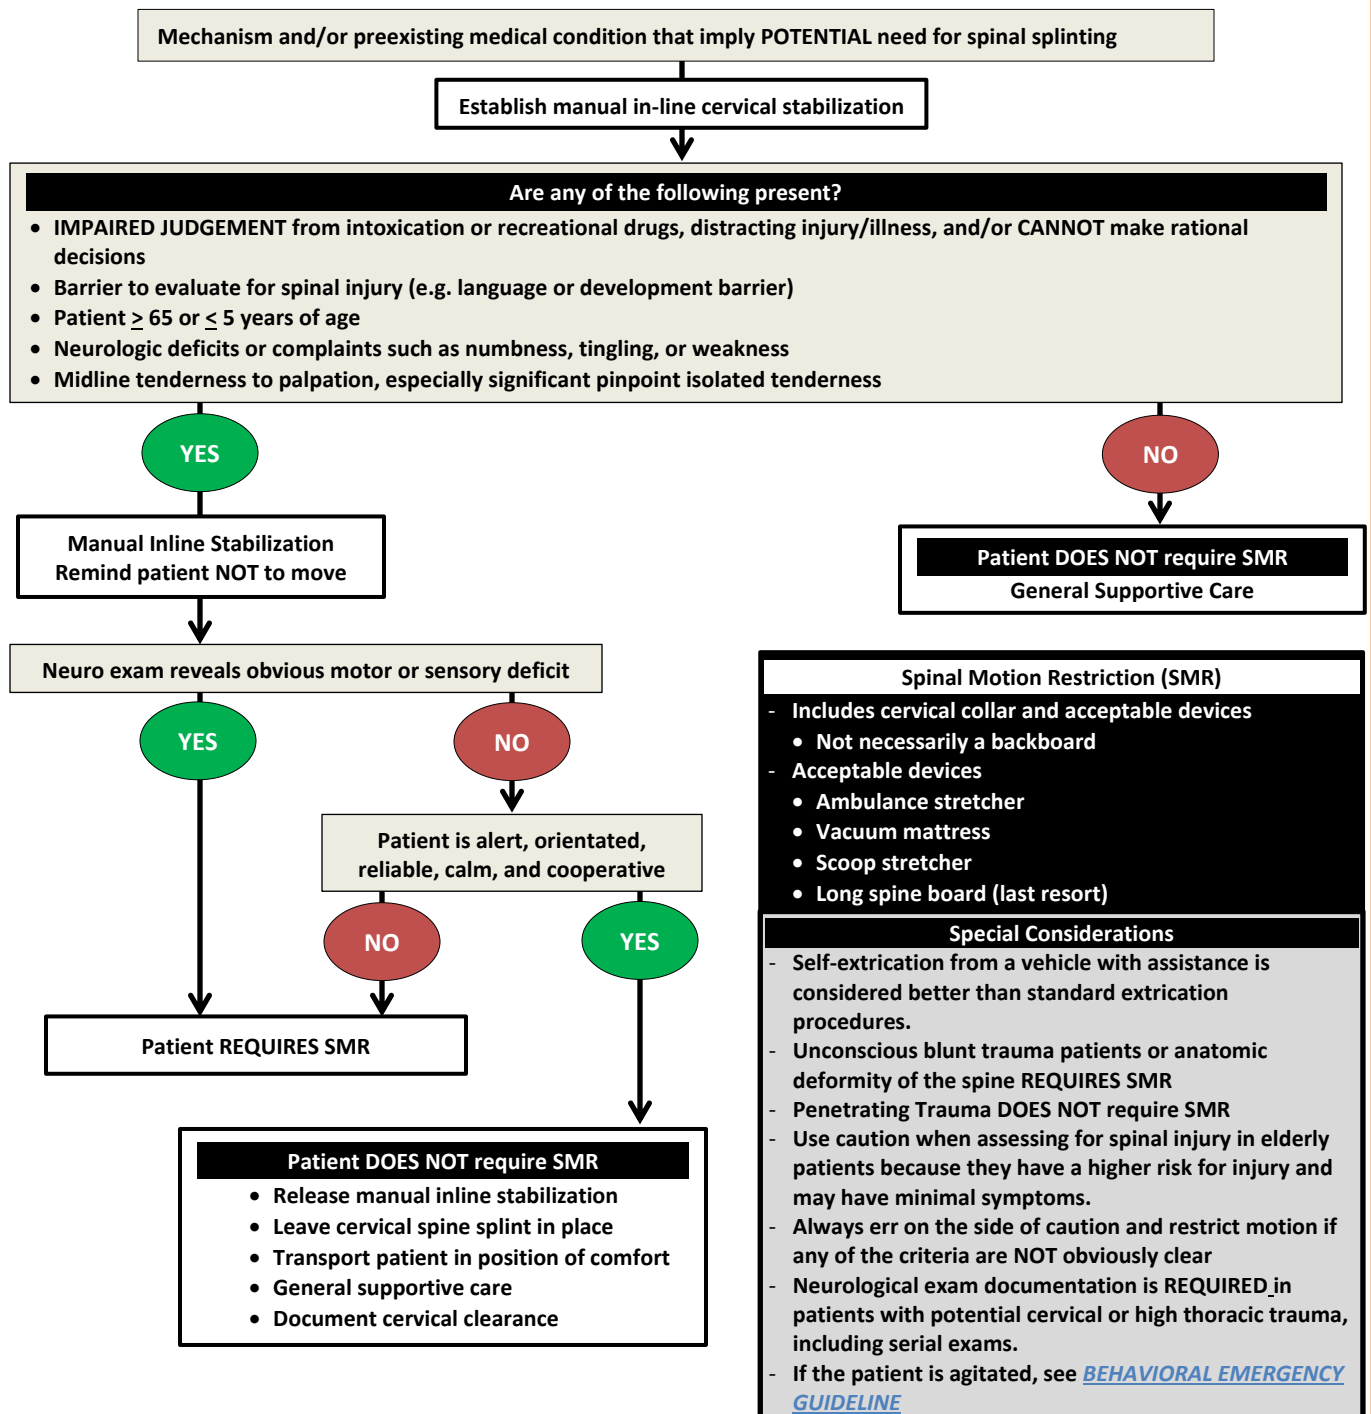 Mechanism and/or preexisting medical condition that imply POTENTIAL need for spinal splinting
Establish manual in-line cervical stabilization
Are any of the following present?
• IMPAIRED JUDGEMENT from intoxication or recreational drugs, distracting injury/illness, and/or CANNOT make rational
decisions
• Barrier to evaluate for spinal injury (e.g. language or development barrier)
• Patient > 65 or < 5 years of age
• Neurologic deficits or complaints such as numbness, tingling, or weakness
• Midline tenderness to palpation, especially significant pinpoint isolated tenderness
YES
NO
Manual Inline Stabilization
Remind patient NOT to move
Patient DOES NOT require SMR
General Supportive Care
Neuro exam reveals obvious motor or sensory deficit
YES
NO
Patient is alert, orientated,
reliable, calm, and cooperative
NO
YES
Patient REQUIRES SMR
Patient DOES NOT require SMR
• Release manual inline stabilization
• Leave cervical spine splint in place
• Transport patient in position of comfort
• General supportive care
• Document cervical clearance
Spinal Motion Restriction (SMR)
- Includes cervical collar and acceptable devices
• Not necessarily a backboard
- Acceptable devices
• Ambulance stretcher
• Vacuum mattress
• Scoop stretcher
• Long spine board (last resort)
Special Considerations
- Self-extrication from a vehicle with assistance is
considered better than standard extrication
procedures.
- Unconscious blunt trauma patients or anatomic
deformity of the spine REQUIRES SMR
- Penetrating Trauma DOES NOT require SMR
- Use caution when assessing for spinal injury in elderly
patients because they have a higher risk for injury and
may have minimal symptoms.
- Always err on the side of caution and restrict motion if
any of the criteria are NOT obviously clear
- Neurological exam documentation is REQUIRED in
patients with potential cervical or high thoracic trauma,
including serial exams.
- If the patient is agitated, see BEHAVIORAL EMERGENCY
GUIDELINE